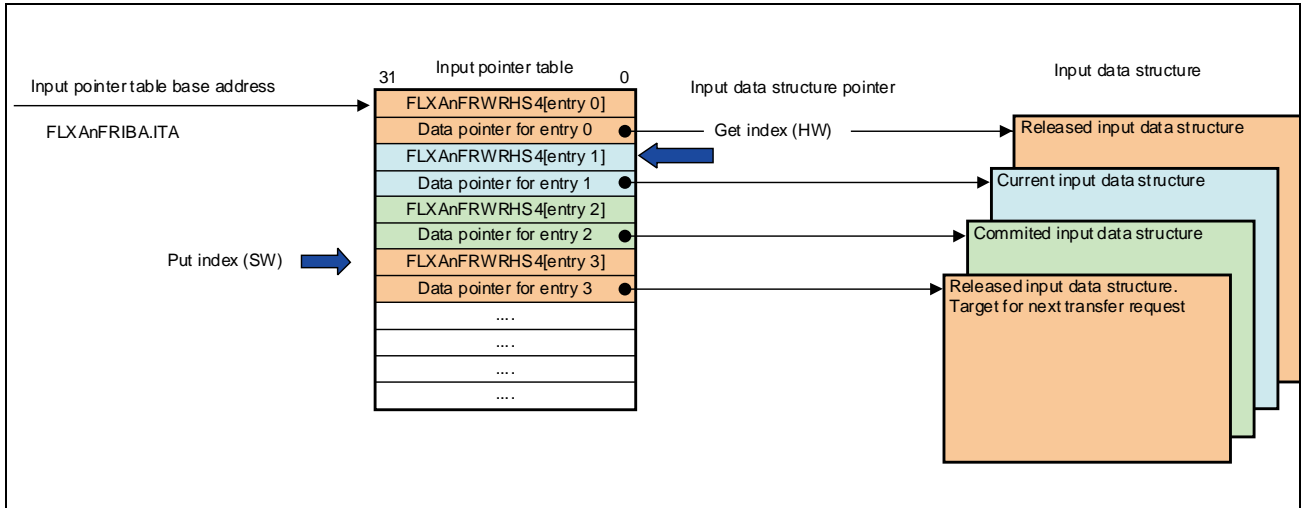 Input pointer table base address
FLXAnFRIBA.ITA
Put index (SW)
Input pointer table
31
0
FLXAnFRWRHS4[entry 0]
Data pointer for entry 0
FLXAnFRWRHS4[entry 1]
Data pointer for entry 1
FLXAnFRWRHS4[entry 2]
Data pointer for entry 2
FLXAnFRWRHS4[entry 3]
Data pointer for entry 3
....
....
....
....
Input data structure pointer
Get index (HW)
Input data structure
Released input data structure
Current input data structure
Commited input data structure
Released input data structure.
Target for next transfer request